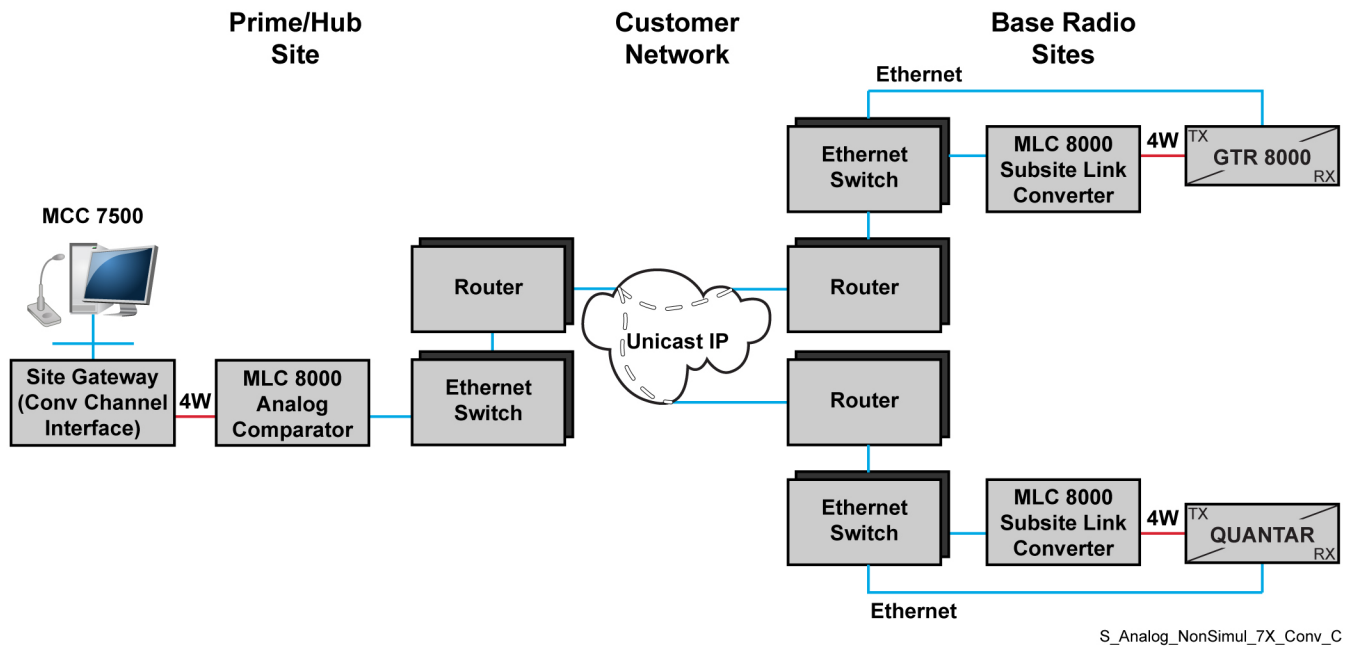 Prime/Hub
Site
Customer
Network
Base Radio
Sites
Ethernet
Ethernet
Switch
MLC 8000
Subsite Link
Converter
4W
TX
GTR 8000
RX
MCC 7500
Router
Unicast IP
Router
Site Gateway
(Conv Channel
Interface)
4W
MLC 8000
Analog
Comparator
Ethernet
Switch
Router
Ethernet
Switch
MLC 8000
Subsite Link
Converter
4W
TX
QUANTAR
RX
Ethernet
S_Analog_NonSimul_7X_Conv_C